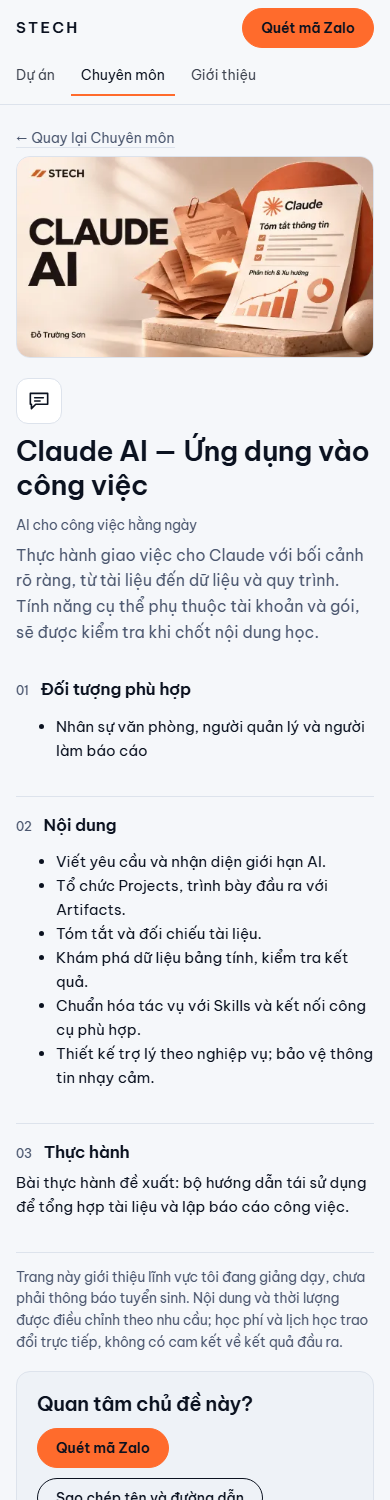 STECH
Quét mã Zalo
Dự án
Chuyên môn
Giới thiệu
← Quay lại Chuyên môn
STECH
CLAUDE
AI
Đỗ Trường Sơn
Claude
Tóm tắt thông tin
Phân tích & Xu hướng
Claude AI — Ứng dụng vào
công việc
AI cho công việc hằng ngày
Thực hành giao việc cho Claude với bối cảnh
rõ ràng, từ tài liệu đến dữ liệu và quy trình.
Tính năng cụ thể phụ thuộc tài khoản và gói,
sẽ được kiểm tra khi chốt nội dung học.
01 Đối tượng phù hợp
• Nhân sự văn phòng, người quản lý và người
làm báo cáo
02 Nội dung
• Viết yêu cầu và nhận diện giới hạn AI.
• Tổ chức Projects, trình bày đầu ra với
Artifacts.
• Tóm tắt và đối chiếu tài liệu.
• Khám phá dữ liệu bảng tính, kiểm tra kết
quả.
• Chuẩn hóa tác vụ với Skills và kết nối công
cụ phù hợp.
• Thiết kế trợ lý theo nghiệp vụ; bảo vệ thông
tin nhạy cảm.
03 Thực hành
Bài thực hành đề xuất: bộ hướng dẫn tái sử dụng
để tổng hợp tài liệu và lập báo cáo công việc.
Trang này giới thiệu lĩnh vực tôi đang giảng dạy, chưa
phải thông báo tuyển sinh. Nội dung và thời lượng
được điều chỉnh theo nhu cầu; học phí và lịch học trao
đổi trực tiếp, không có cam kết về kết quả đầu ra.
Quan tâm chủ đề này?
Quét mã Zalo
Sao chép tên và đường dẫn